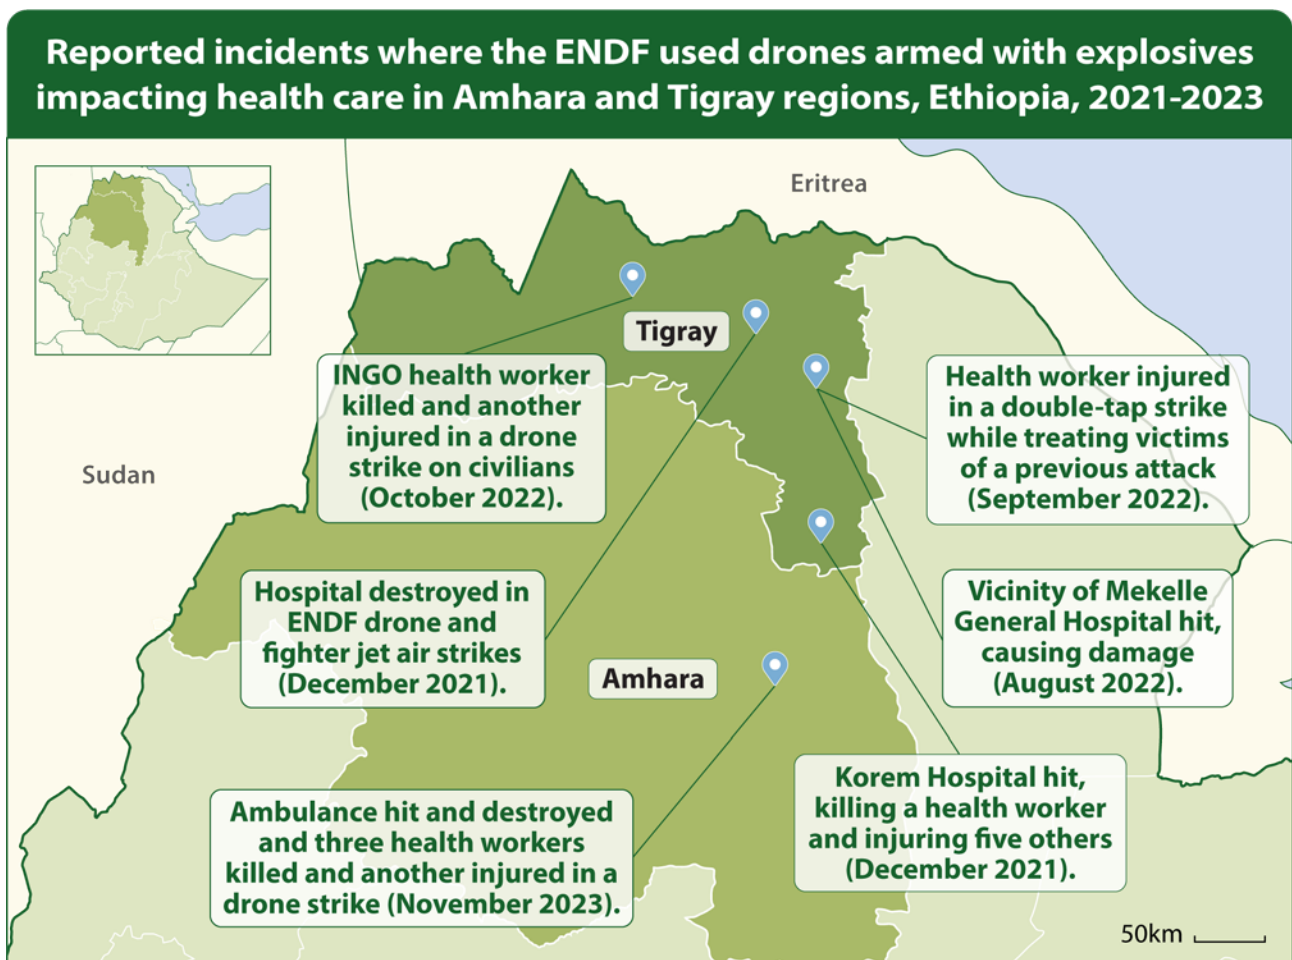 Reported incidents where the ENDF used drones armed with explosives
impacting health care in Amhara and Tigray regions, Ethiopia, 2021-2023
Eritrea
Tigray
INGO health worker
killed and another
injured in a drone
strike on civilians
(October 2022).
Health worker injured
in a double-tap strike
while treating victims
of a previous attack
(September 2022).
Sudan
Hospital destroyed in
ENDF drone and
fighter jet air strikes
(December 2021).
Vicinity of Mekelle
General Hospital hit,
causing damage
(August 2022).
Amhara
Ambulance hit and destroyed
and three health workers
killed and another injured in a
drone strike (November 2023).
Korem Hospital hit,
killing a health worker
and injuring five others
(December 2021).
50km